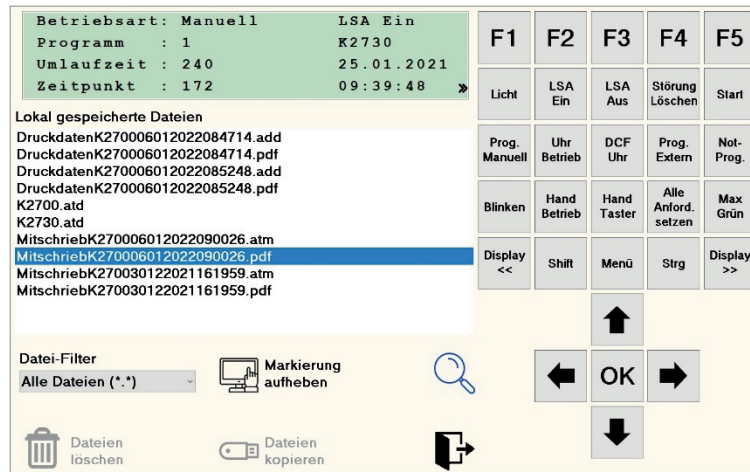 Betriebsart: Manuell LSA Ein
Programm : 1 K2730
Umlaufzeit : 240 25.01.2021
Zeitpunkt : 172 09:39:48 »
Lokal gespeicherte Dateien
DruckdatenK270006012022084714.add
DruckdatenK270006012022084714.pdf
DruckdatenK270006012022085248.add
DruckdatenK270006012022085248.pdf
K2700.atd
K2730.atd
MitschriebK270006012022090026.atm
MitschriebK270006012022090026.pdf
MitschriebK270030122021161959.atm
MitschriebK270030122021161959.pdf
Datei-Filter
Alle Dateien (*.*)
Markierung
aufheben
Dateien
löschen
Dateien
kopieren
F1 F2 F3 F4 F5
Licht
LSA
Ein
LSA
Aus
Störung
Löschen
Start
Prog.
Manuell
Uhr
Betrieb
DCF
Uhr
Prog.
Extern
Not-
Prog.
Blinken
Hand
Betrieb
Hand
Taster
Alle
Anford.
setzen
Max
Grün
Display
<<
Shift
Menü
Strg
Display
>>
OK